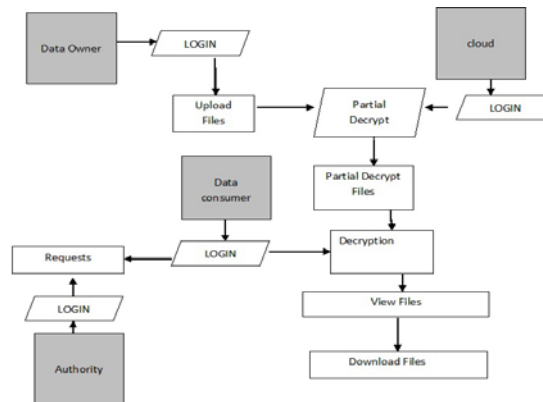 Data Owner
LOGIN
cloud
Upload
Files
Partial
Decrypt
LOGIN
Partial Decrypt
Files
Data
consumer
Requests
LOGIN
Decryption
LOGIN
View Files
Authority
Download Files